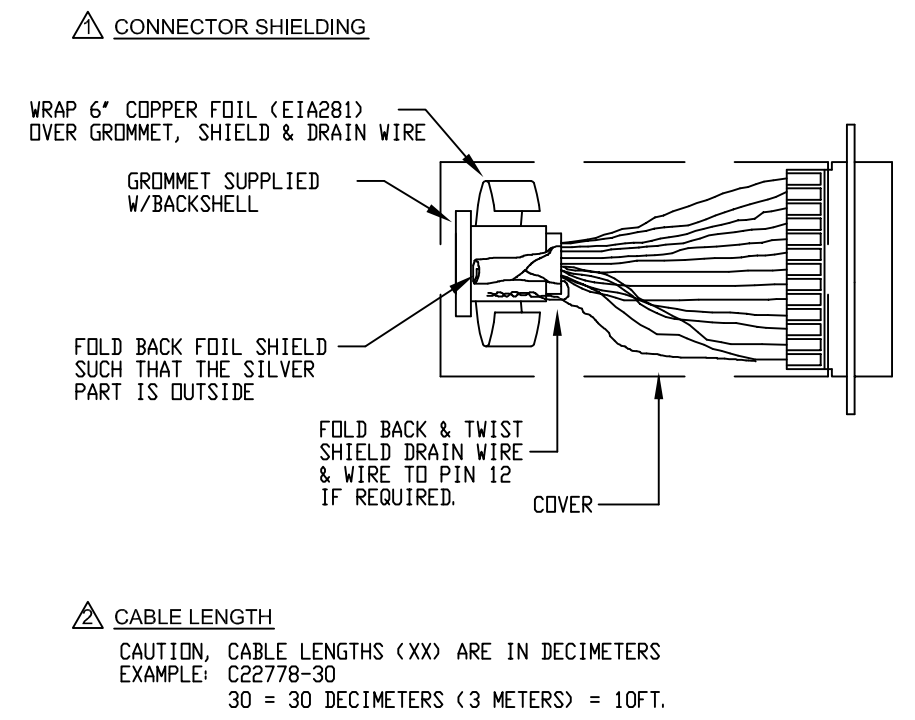 1 CONNECTOR SHIELDING
WRAP 6" COPPER FOIL (EIA281)
OVER GROMMET, SHIELD & DRAIN WIRE
GROMMET SUPPLIED
W/BACKSHELL
FOLD BACK FOIL SHIELD
SUCH THAT THE SILVER
PART IS OUTSIDE
FOLD BACK & TWIST
SHIELD DRAIN WIRE
& WIRE TO PIN 12
IF REQUIRED.
COVER
2 CABLE LENGTH
CAUTION, CABLE LENGTHS (XX) ARE IN DECIMETERS
EXAMPLE: C22778-30
30 = 30 DECIMETERS (3 METERS) = 10FT.